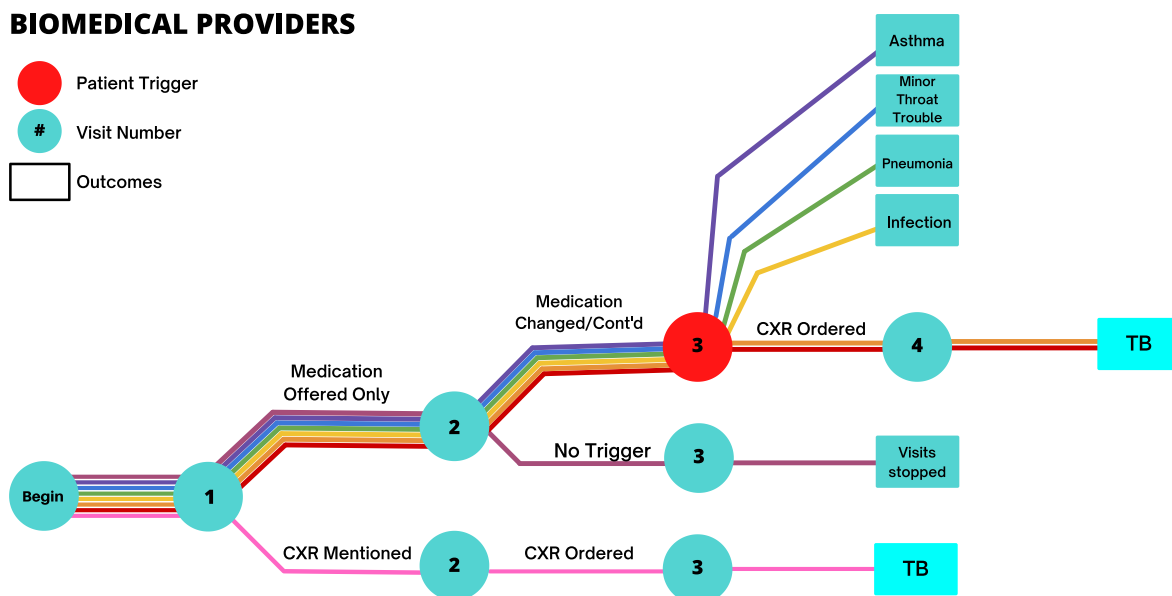 BIOMEDICAL PROVIDERS
Patient Trigger
#
Visit Number
Outcomes
Asthma
Minor
Throat
Trouble
Pneumonia
Infection
Medication
Changed/Cont'd
3
CXR Ordered
4
TB
Medication
Offered Only
2
No Trigger
3
Visits
stopped
Begin
1
CXR Mentioned
2
CXR Ordered
3
TB